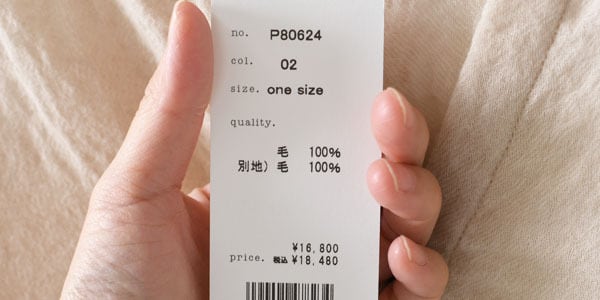 no. P80624
col. 02
size. one size
quality.
毛 100%
別地) 毛 100%
¥16,800
price. 税込 ¥18,480